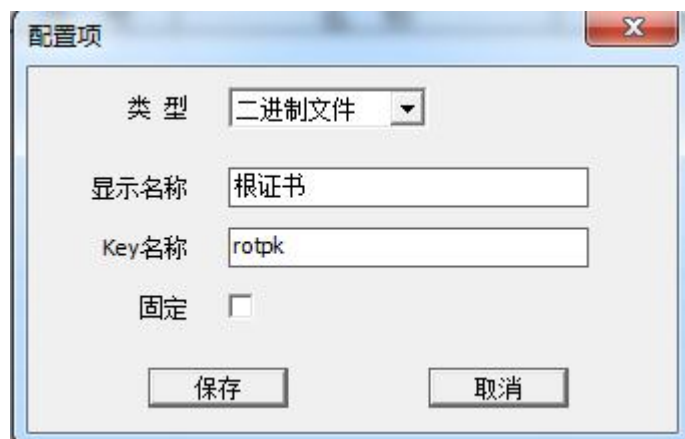 配置项
类 型 二进制文件
显示名称 根证书
Key名称 rotpk
固定
保存 取消